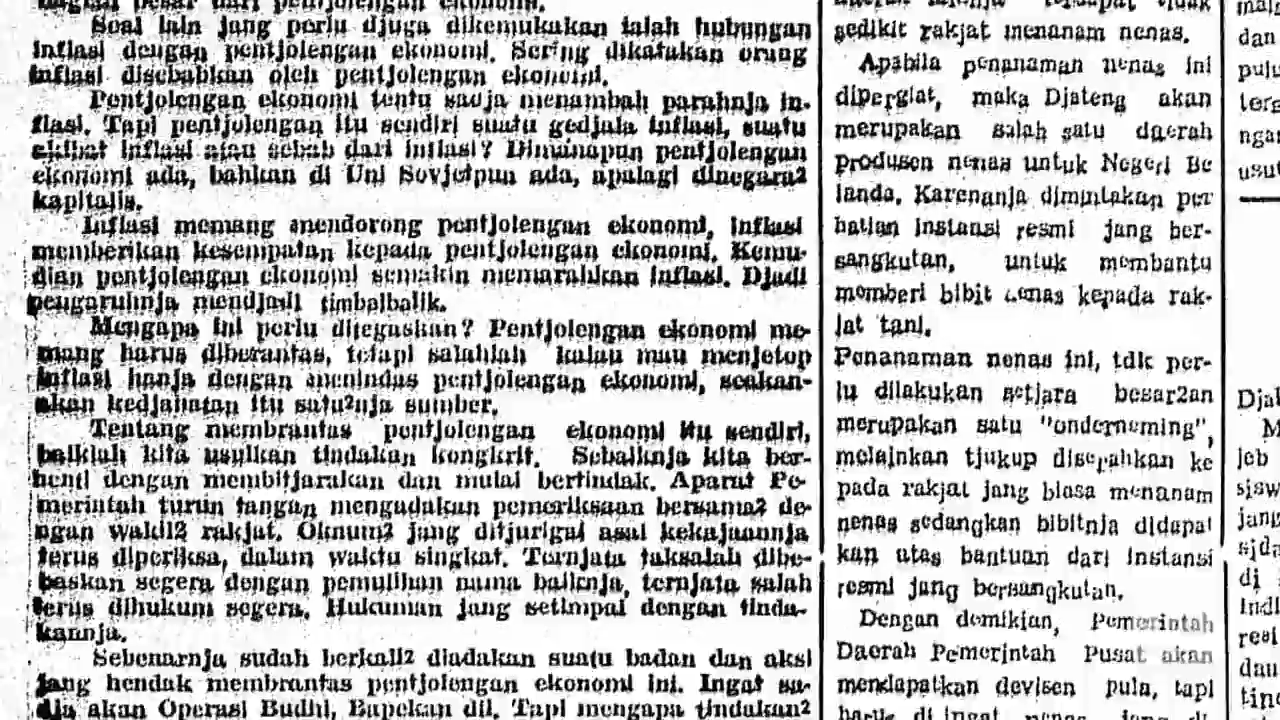 besar dari pentjolengan ekonomi.
Soal lain jang perlu djuga dikemukakan ialah hubungan
inflasi dengan pentjolengan ekonomi. Sering dikatakan orang
inflasi disebabkan oleh pentjolengan ekonomi.
Pentjolengan ekonomi tentu sadja menambah parahnja in-
flasi. Tapi pentjolengan itu sendiri suatu gedjala inflasi, suatu
akibat inflasi atau sebab dari inflasi? Dimanapun pentjolengan
ekonomi ada, bahkan di Uni Sovjetpun ada, apalagi dinegara2
kapitalis.
Inflasi memang mendorong pentjolengan ekonomi, inflasi
memberikan kesempatan kepada pentjolengan ekonomi. Kemu-
dian pentjolengan ekonomi semakin memarahkan inflasi. Djadi
pengaruhnja mendjadi timbalbalik.
Mengapa ini perlu ditegaskan? Pentjolengan ekonomi me-
mang harus diberantas, tetapi salahlah kalau mau menjetop
inflasi hanja dengan menindas pentjolengan ekonomi, seakan-
akan kedjahatan itu satu2nja sumber.
Tentang membrantas pentjolengan ekonomi itu sendiri,
baiklah kita usulkan tindakan kongkrit. Sebaiknja kita ber-
henti dengan membitjarakan dan mulai bertindak. Aparat Pe-
merintah turun tangan mengadakan pemeriksaan bersama2 de-
ngan wakil2 rakjat. Oknum2 jang ditjurigai asal kekajaannja
terus diperiksa, dalam waktu singkat. Ternjata taksalah dibe-
baskan segera dengan pemulihan nama baiknja, ternjata salah
terus dihukum segera. Hukuman jang setimpal dengan tinda-
kannja.
Sebenarnja sudah berkali2 diadakan suatu badan dan aksi
jang hendak membrantas pentjolengan ekonomi ini. Ingat sa-
dja akan Operasi Budhi, Bapekan dll. Tapi mengapa tindakan2
tidak
sedikit rakjat menanam nenas.
Apabila penanaman nenas ini
dipergiat, maka Djateng akan
merupakan salah satu daerah
produsen nenas untuk Negeri Be
landa. Karenanja dimintakan per
hatian instansi resmi jang ber-
sangkutan, untuk membantu
memberi bibit nenas kepada rak-
jat tani.
Penanaman nenas ini, tdk per-
lu dilakukan setjara besar2an
merupakan satu "onderneming",
melainkan tjukup diserahkan ke
pada rakjat jang biasa menanam
nenas sedangkan bibitnja didapat
kan atas bantuan dari instansi
resmi jang bersangkutan.
Dengan demikian, Pemerintah
Daerah Pemerintah Pusat akan
mendapatkan devisen pula, tapi
harus di ingat nenas jang
dan